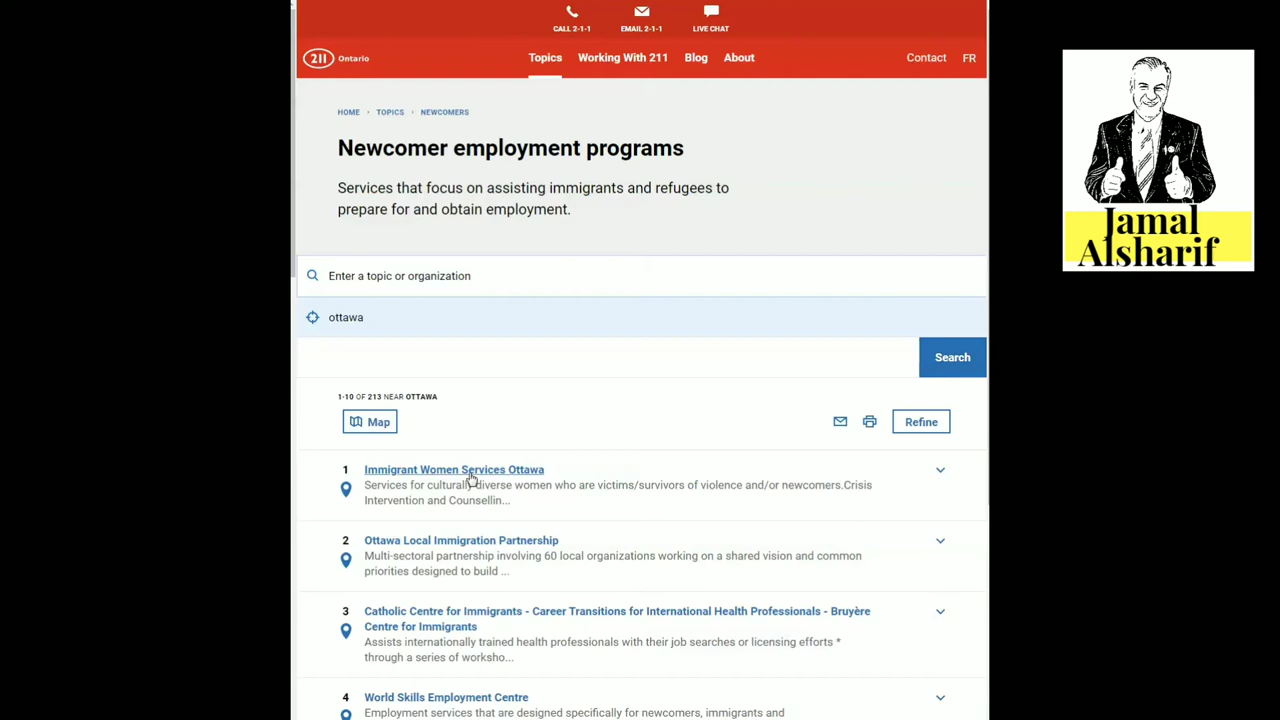 CALL 2-1-1 EMAIL 2-1-1 LIVE CHAT
211 Ontario Topics Working With 211 Blog About Contact FR
HOME › TOPICS › NEWCOMERS
Newcomer employment programs
Services that focus on assisting immigrants and refugees to
prepare for and obtain employment.
Enter a topic or organization
ottawa
Search
1-10 OF 213 NEAR OTTAWA
Map Refine
1 Immigrant Women Services Ottawa
Services for culturally diverse women who are victims/survivors of violence and/or newcomers.Crisis
Intervention and Counsellin...
2 Ottawa Local Immigration Partnership
Multi-sectoral partnership involving 60 local organizations working on a shared vision and common
priorities designed to build ...
3 Catholic Centre for Immigrants - Career Transitions for International Health Professionals - Bruyère
Centre for Immigrants
Assists internationally trained health professionals with their job searches or licensing efforts *
through a series of worksho...
4 World Skills Employment Centre
Employment services that are designed specifically for newcomers, immigrants and
Jamal
Alsharif